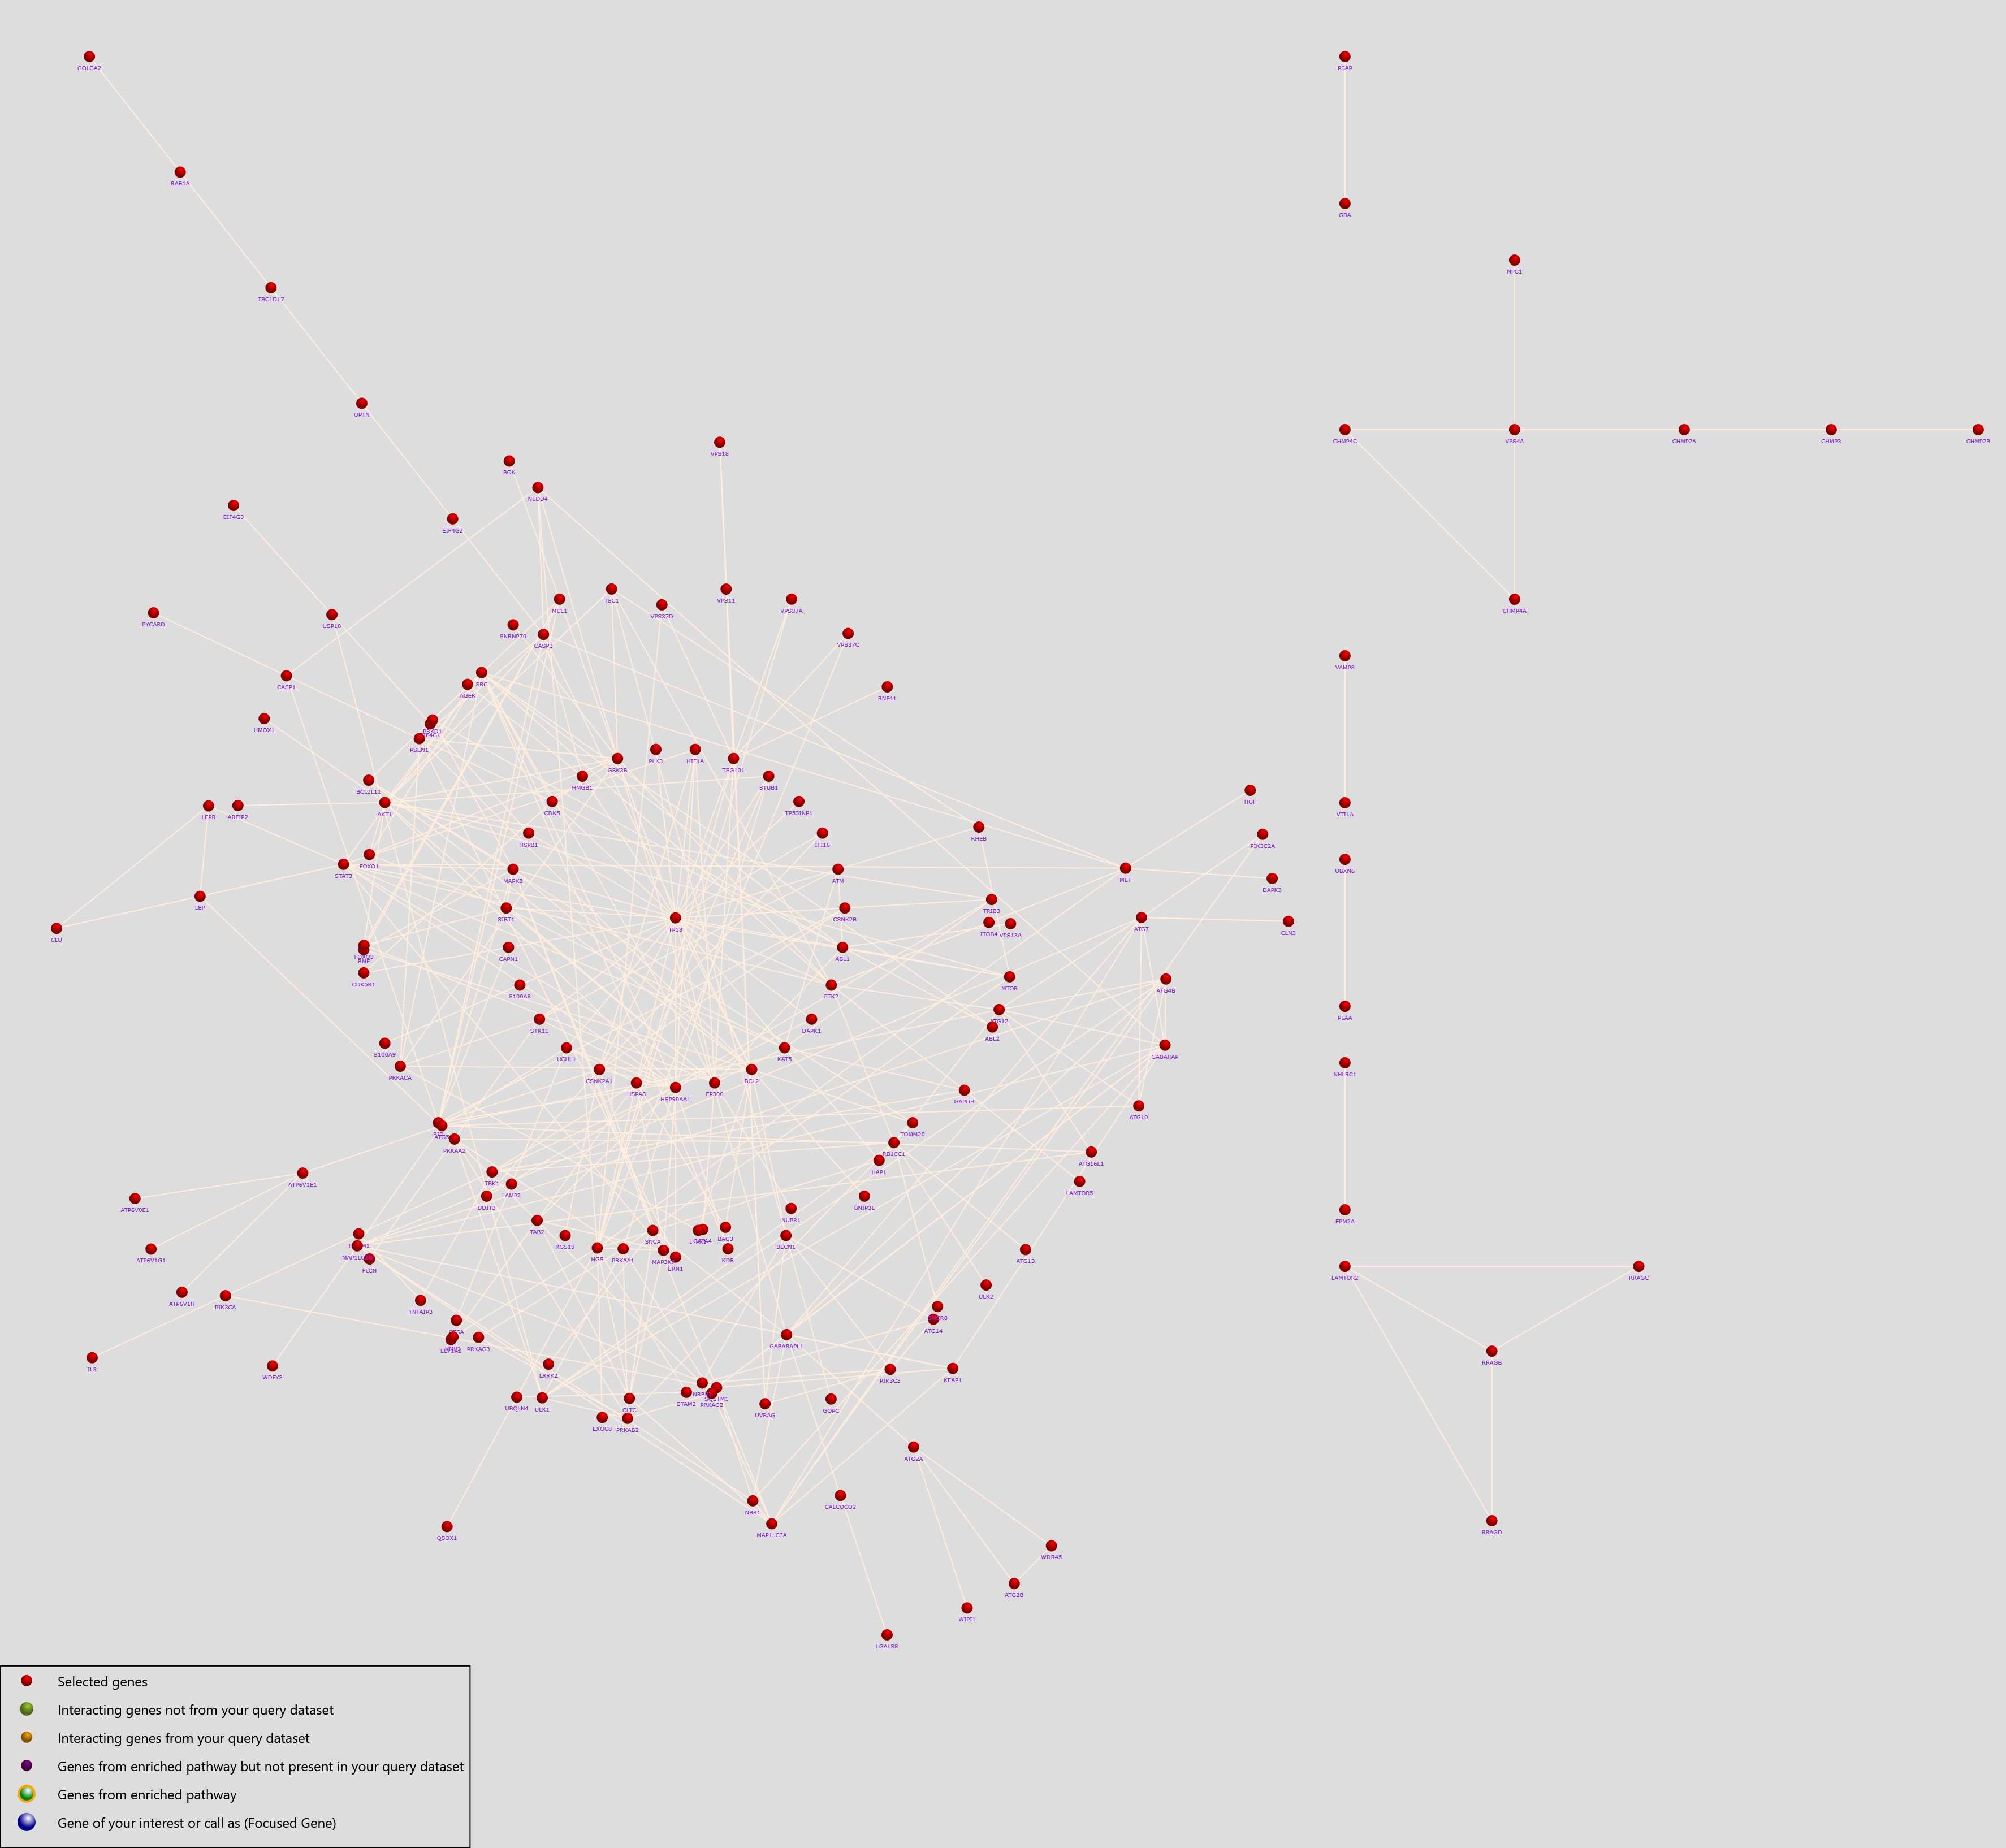 GOLGA2
PSAP
RAB1A
GBA
NPC1
TBC1D17
OPTN
CHMP4C
VPS4A
CHMP2A
CHMP3
CHMP2B
VPS18
BOK
NEDD4
EIF4G3
EIF4G2
MCL1
TSC1
VPS11
VPS37A
CHMP4A
VPS37D
PYCARD
USP10
SNRNP70
CASP3
VPS37C
VAMP8
CASP1
SRC
AGER
RNF41
HMOX1
PSEN1
GSK3B
PLK3
HIF1A
TSG101
BCL2L11
HMGB1
STUB1
HGF
VTI1A
LEPR
ARFIP2
AKT1
CDK5
TP53INP1
HSPB1
IFI16
RHEB
PIK3C2A
FOXO1
UBXN6
STAT3
MAPK8
ATM
MET
DAPK3
LEP
SIRT1
CSNK2B
TRIB3
CLU
TP53
ITGB4
VPS13A
ATG7
CLN3
FOXO3
BMF
CAPN1
ABL1
CDK5R1
S100A8
PTK2
MTOR
ATG4B
STK11
DAPK1
ATG12
ABL2
PLAA
S100A9
UCHL1
KAT5
GABARAP
PRKACA
CSNK2A1
HSPA8
HSP90AA1
EP300
BCL2
NHLRC1
GAPDH
ATG10
PRKAA2
TOMM20
RB1CC1
HAP1
ATG16L1
ATP6V1E1
TBK1
LAMP2
LAMTOR3
ATP6V0E1
DDIT3
BNIP3L
NUPR1
EPM2A
TAB2
RGS19
SNCA
BAG3
BECN1
ATP6V1G1
FLCN
HGS
PRKAA1
ERN1
KDR
ATG13
LAMTOR2
RRAGC
ATP6V1H
PIK3CA
TNFAIP3
ULK2
ATG14
PRKAG3
GABARAPL1
RRAGB
IL3
WDFY3
LRRK2
PIK3C3
KEAP1
UBQLN4
ULK1
CLTC
STAM2
PRKAG2
UVRAG
GOPC
EXOC8
PRKAB2
ATG2A
NBR1
CALCOCO2
QSOX1
MAP1LC3A
RRAGD
WDR45
ATG2B
WIPI1
LGALS8
Selected genes
Interacting genes not from your query dataset
Interacting genes from your query dataset
Genes from enriched pathway but not present in your query dataset
Genes from enriched pathway
Gene of your interest or call as (Focused Gene)